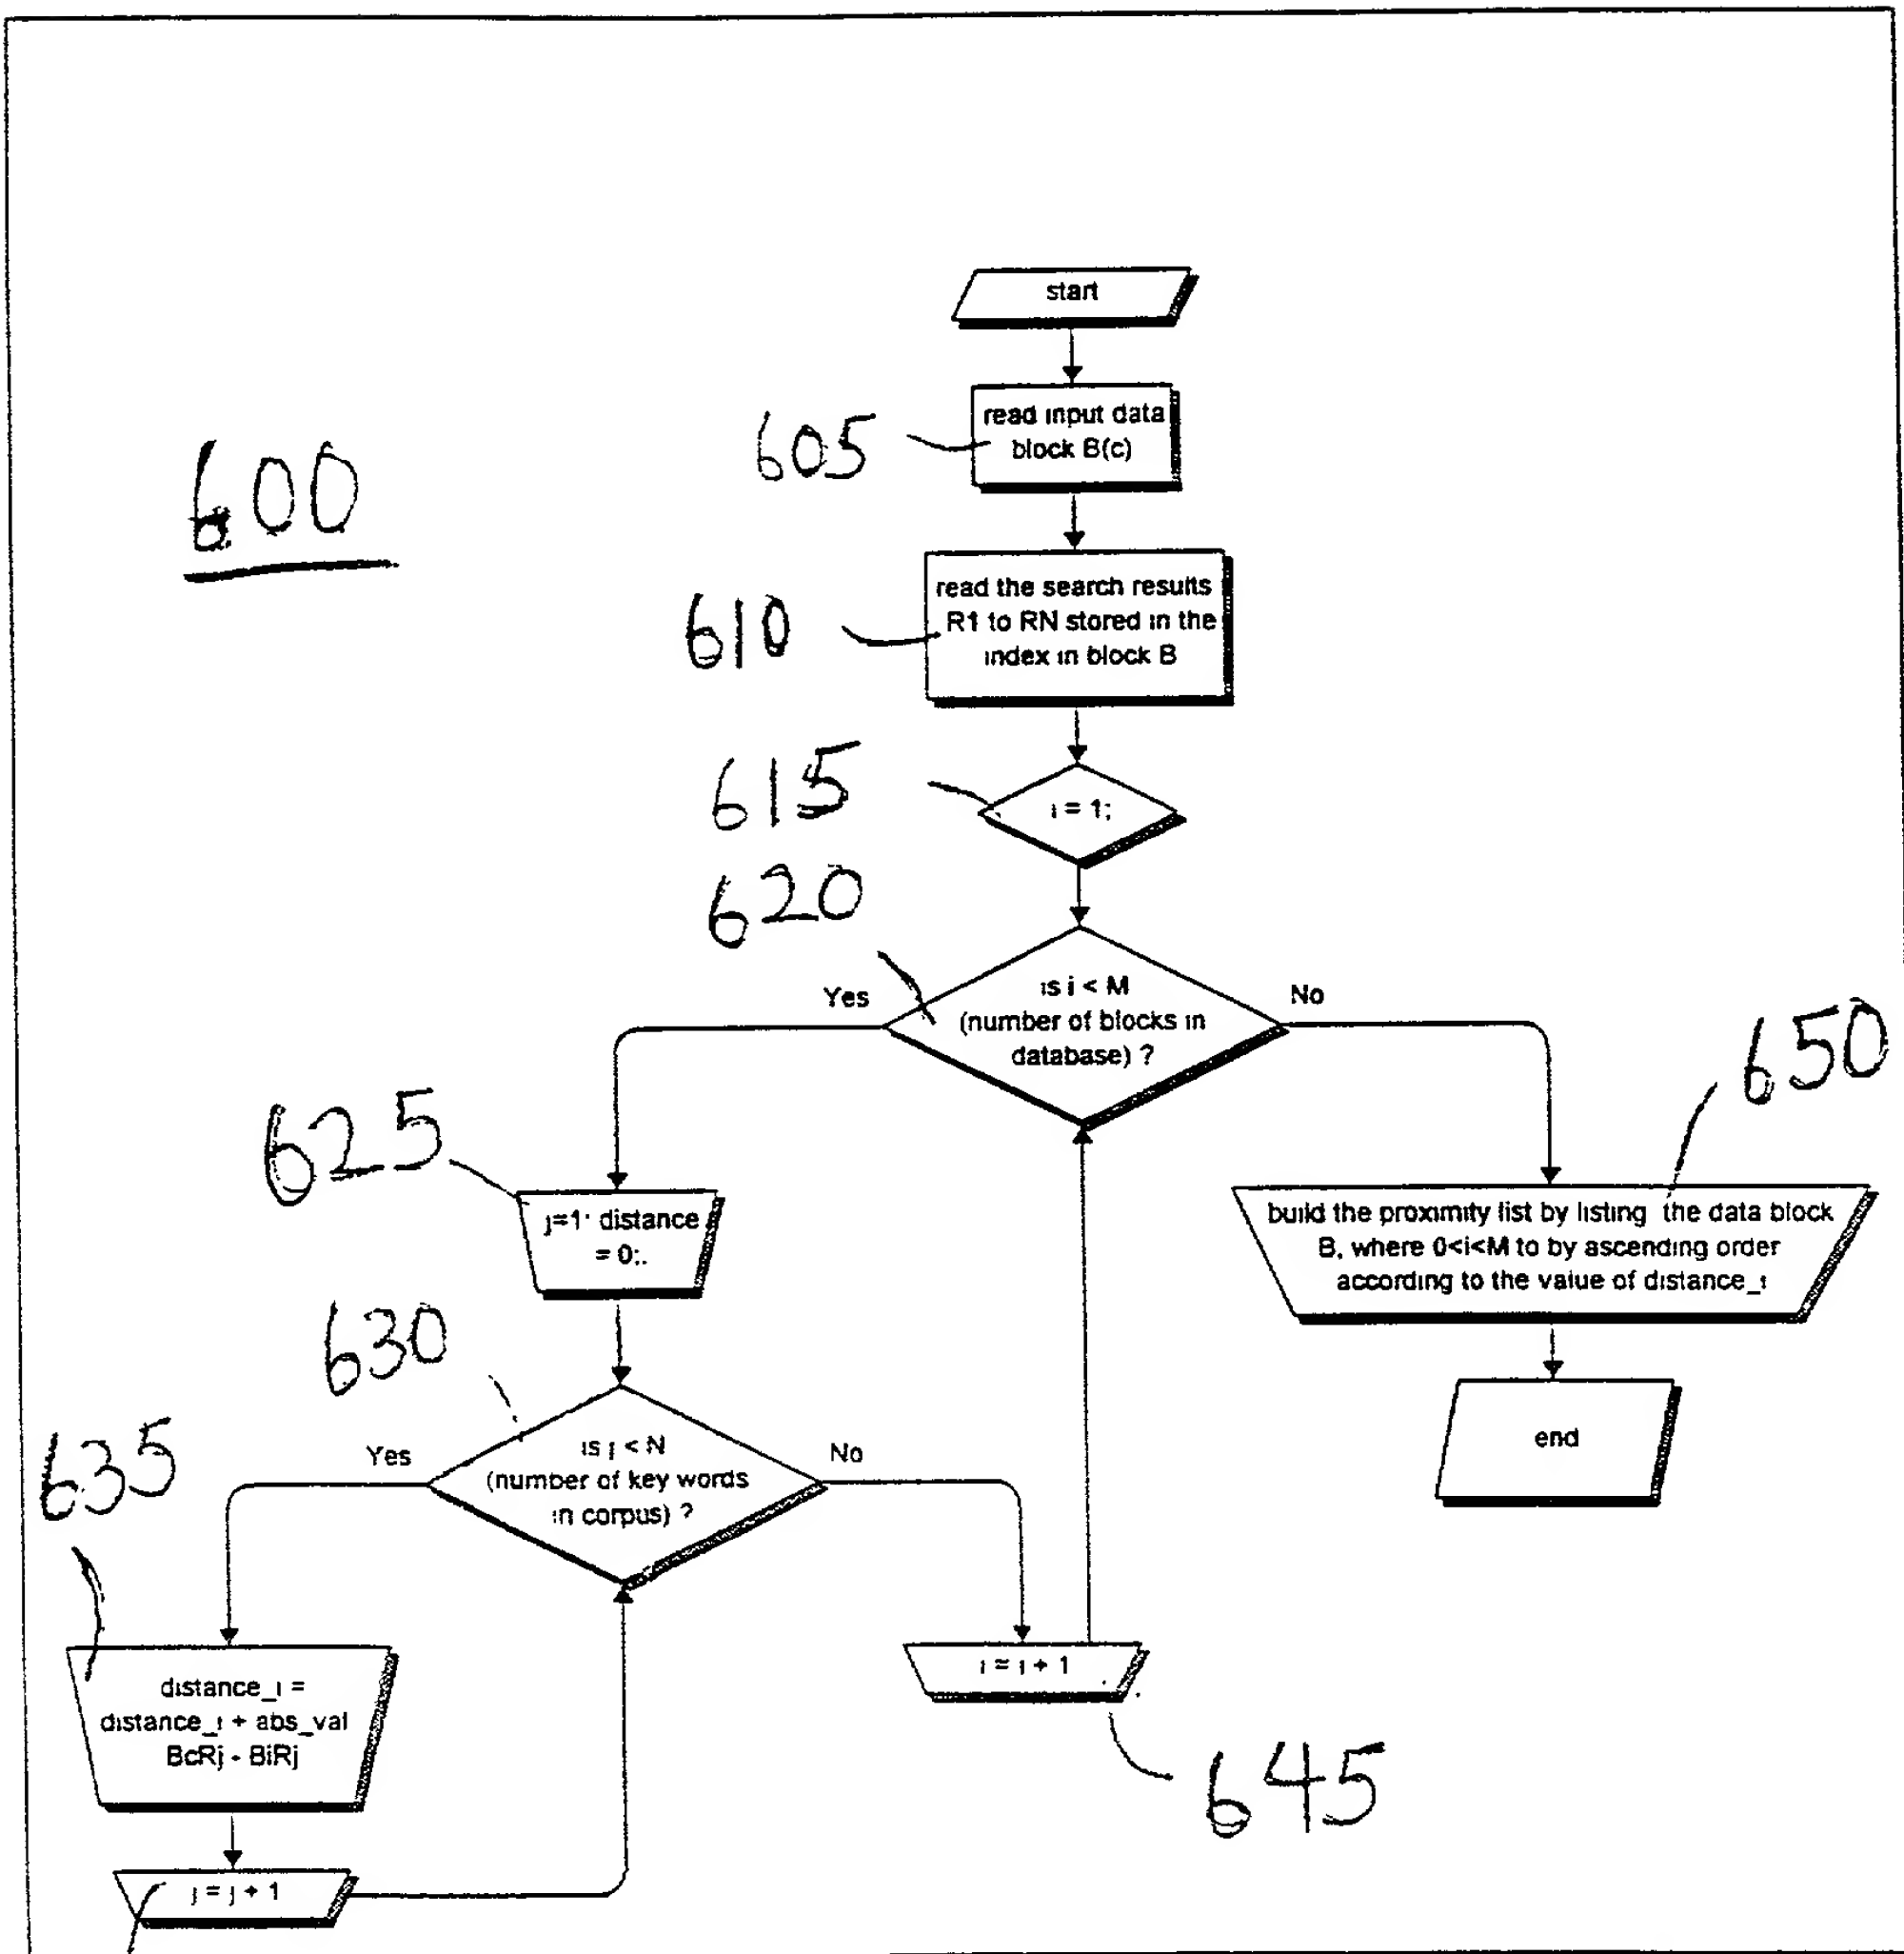 start
605
read input data
block B(c)
600
610
read the search results
R1 to RN stored in the
index in block B
615
i = 1;
620
Yes
is i < M
(number of blocks in
database) ?
No
650
625
j=1: distance
= 0;.
build the proximity list by listing the data block
B, where 0<i<M to by ascending order
according to the value of distance_i
630
end
635
Yes
is j < N
(number of key words
in corpus) ?
No
distance_i =
distance_i + abs_val
BcRj - BiRj
i = i + 1
645
j = j + 1